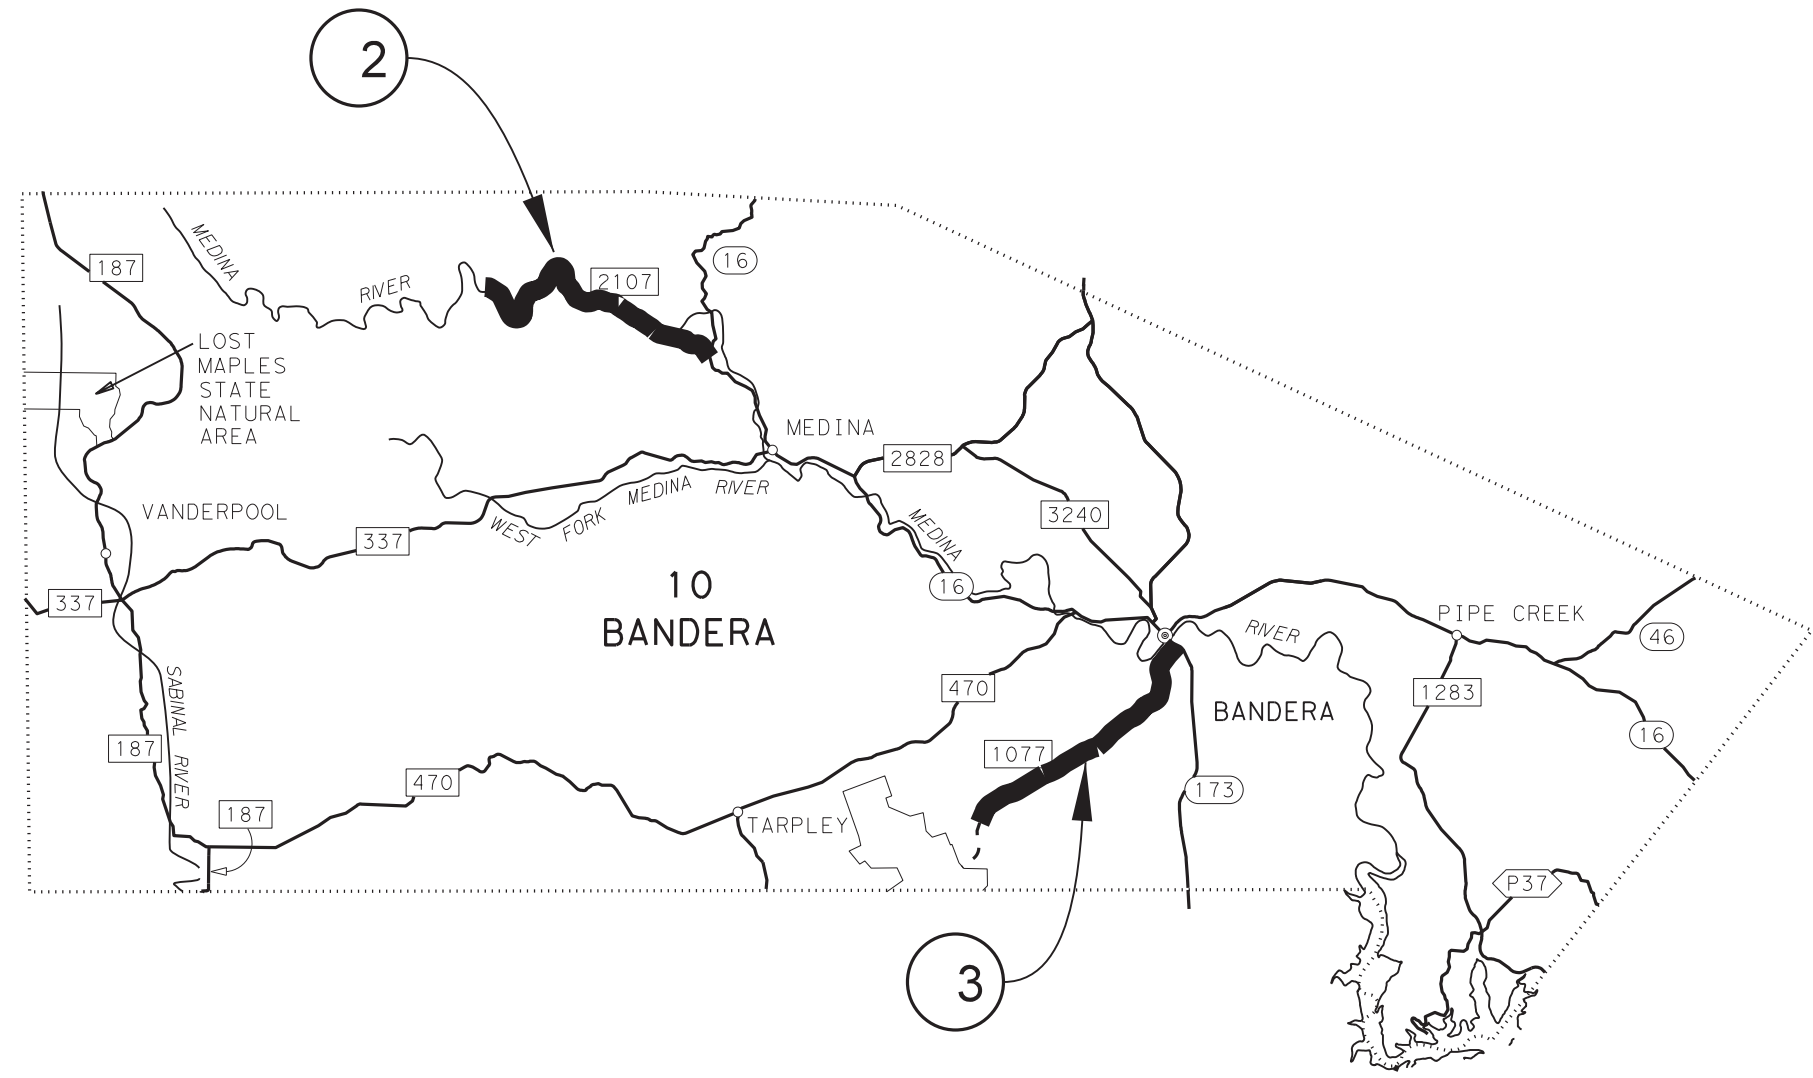 2
MEDINA
16
187
RIVER
2107
LOST
MAPLES
STATE
NATURAL
AREA
MEDINA
2828
MEDINA
RIVER
VANDERPOOL
3240
WEST
FORK
MEDINA
337
10
BANDERA
16
337
PIPE CREEK
RIVER
46
SABINAL
RIVER
470
1283
BANDERA
187
1077
16
470
173
187
TARPLEY
P37
3